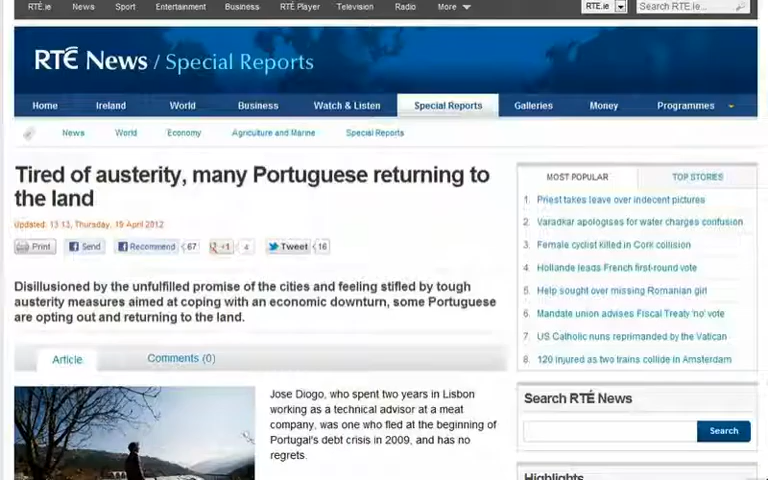 RTÉ.ie News Sport Entertainment Business RTÉ Player Television Radio More RTE.ie Search RTE.ie...
RTÉ News / Special Reports
Home Ireland World Business Watch & Listen Special Reports Galleries Money Programmes
News World Economy Agriculture and Marine Special Reports
Tired of austerity, many Portuguese returning to
the land
Updated: 13:13, Thursday, 19 April 2012
Print Send Recommend 67 +1 4 Tweet 16
Disillusioned by the unfulfilled promise of the cities and feeling stifled by tough
austerity measures aimed at coping with an economic downturn, some Portuguese
are opting out and returning to the land.
Article Comments (0)
Jose Diogo, who spent two years in Lisbon
working as a technical advisor at a meat
company, was one who fled at the beginning of
Portugal's debt crisis in 2009, and has no
regrets.
MOST POPULAR TOP STORIES
1. Priest takes leave over indecent pictures
2. Varadkar apologises for water charges confusion
3. Female cyclist killed in Cork collision
4. Hollande leads French first-round vote
5. Help sought over missing Romanian girl
6. Mandate union advises Fiscal Treaty 'no' vote
7. US Catholic nuns reprimanded by the Vatican
8. 120 injured as two trains collide in Amsterdam
Search RTÉ News
Search
Highlights